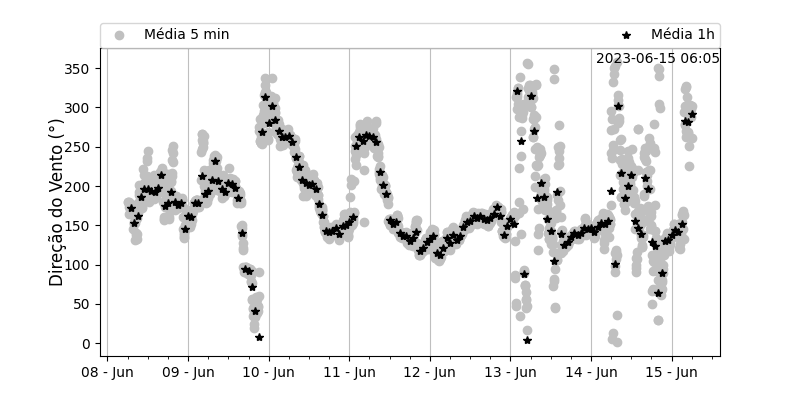 Média 5 min
Média 1h
2023-06-15 06:05
Direção do Vento (°)
350
300
250
200
150
100
50
0
08 - Jun
09 - Jun
10 - Jun
11 - Jun
12 - Jun
13 - Jun
14 - Jun
15 - Jun